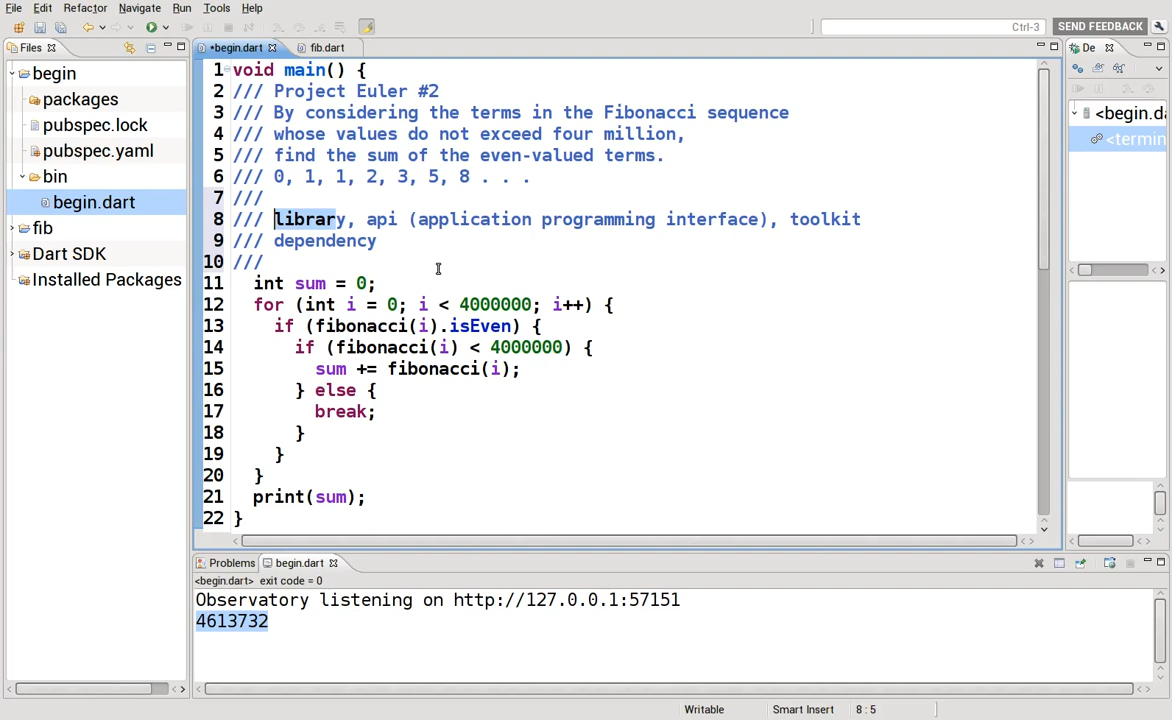 File Edit Refactor Navigate Run Tools Help
Ctrl-3 SEND FEEDBACK
Files *begin.dart fib.dart De
begin
packages
pubspec.lock
pubspec.yaml
bin
begin.dart
fib
Dart SDK
Installed Packages
1 void main() {
2 /// Project Euler #2
3 /// By considering the terms in the Fibonacci sequence
4 /// whose values do not exceed four million,
5 /// find the sum of the even-valued terms.
6 /// 0, 1, 1, 2, 3, 5, 8 . . .
7 ///
8 /// library, api (application programming interface), toolkit
9 /// dependency
10 ///
11 int sum = 0;
12 for (int i = 0; i < 4000000; i++) {
13 if (fibonacci(i).isEven) {
14 if (fibonacci(i) < 4000000) {
15 sum += fibonacci(i);
16 } else {
17 break;
18 }
19 }
20 }
21 print(sum);
22 }
<begin.da
<termin
Problems begin.dart
<begin.dart> exit code = 0
Observatory listening on http://127.0.0.1:57151
4613732
Writable Smart Insert 8 : 5